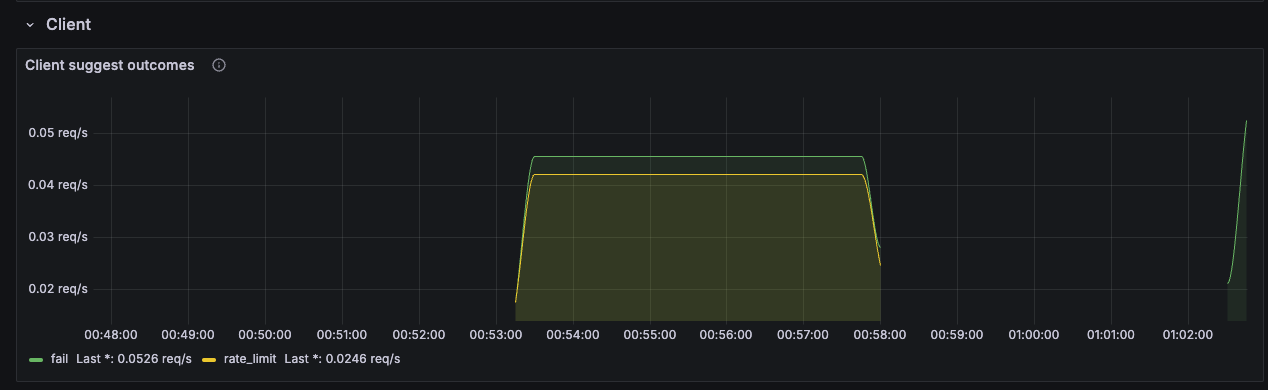 Client
Client suggest outcomes
0.05 req/s
0.04 req/s
0.03 req/s
0.02 req/s
00:48:00 00:49:00 00:50:00 00:51:00 00:52:00 00:53:00 00:54:00 00:55:00 00:56:00 00:57:00 00:58:00 00:59:00 01:00:00 01:01:00 01:02:00
fail Last *: 0.0526 req/s rate_limit Last *: 0.0246 req/s